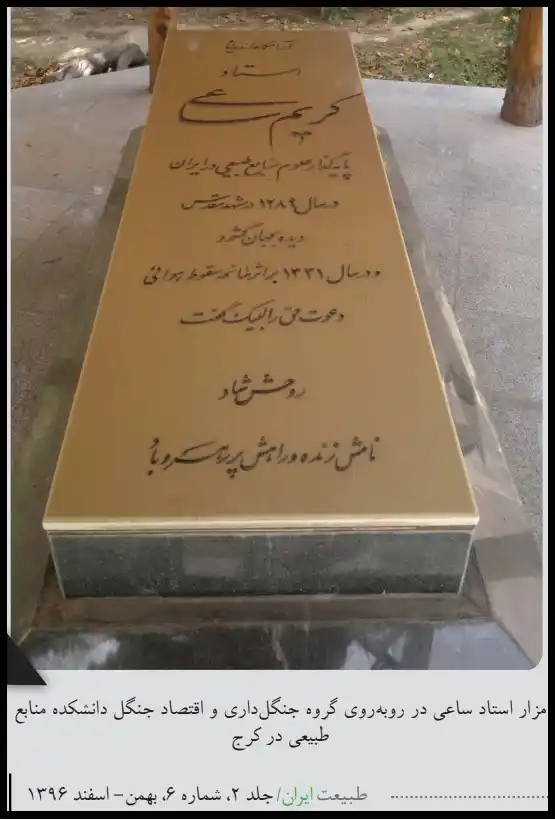 آرامگاه ابدی
استاد
کریم ساعی
پایه‌گذار علوم منابع طبیعی در ایران
در سال ۱۲۸۹ در مشهد مقدس
دیده بجهان گشود
و در سال ۱۳۳۱ بر اثر سانحه سقوط هوائی
دعوت حق را لبیک گفت
روحش شاد
نامش زنده و راهش پر رهرو باد
مزار استاد ساعی در روبه‌روی گروه جنگل‌داری و اقتصاد جنگل دانشکده منابع
طبیعی در کرج
طبیعت ایران/ جلد ۲، شماره ۶، بهمن – اسفند ۱۳۹۶